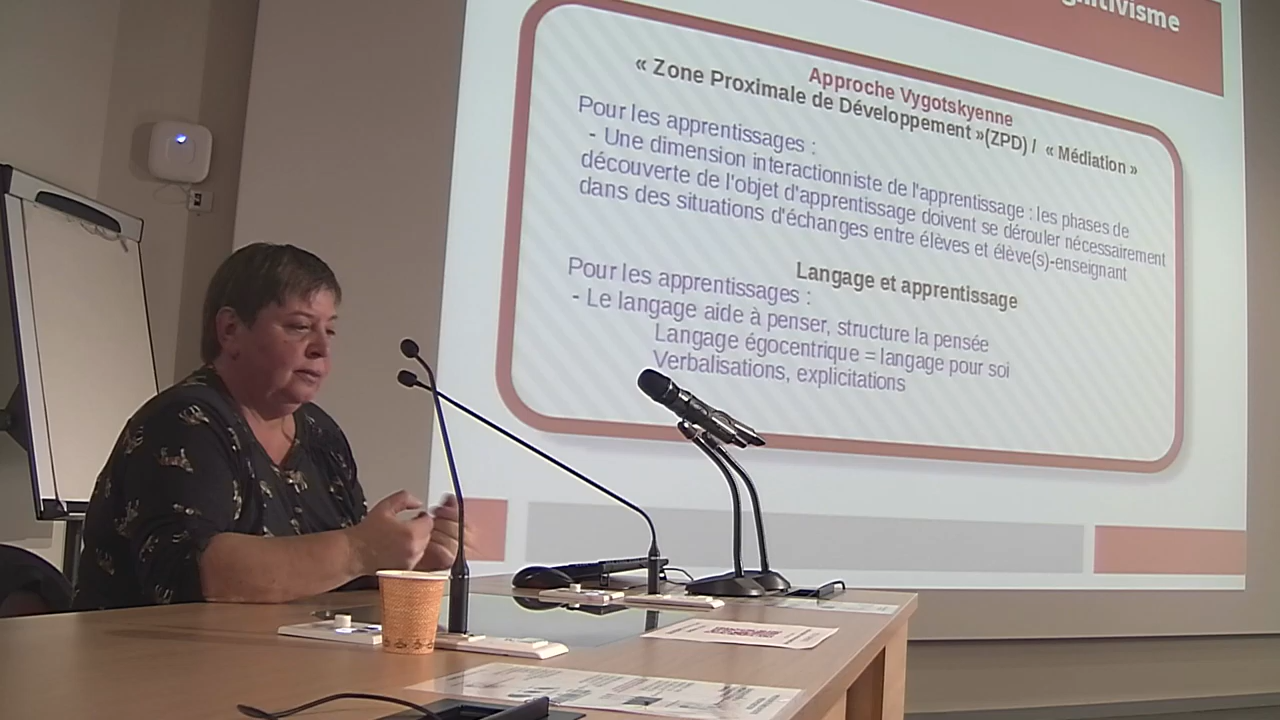 Approche Vygotskyenne
« Zone Proximale de Développement »(ZPD) / « Médiation »
Pour les apprentissages :
- Une dimension interactionniste de l'apprentissage : les phases de
découverte de l'objet d'apprentissage doivent se dérouler nécessairement
dans des situations d'échanges entre élèves et élève(s)-enseignant
Langage et apprentissage
Pour les apprentissages :
- Le langage aide à penser, structure la pensée
Langage égocentrique = langage pour soi
Verbalisations, explicitations